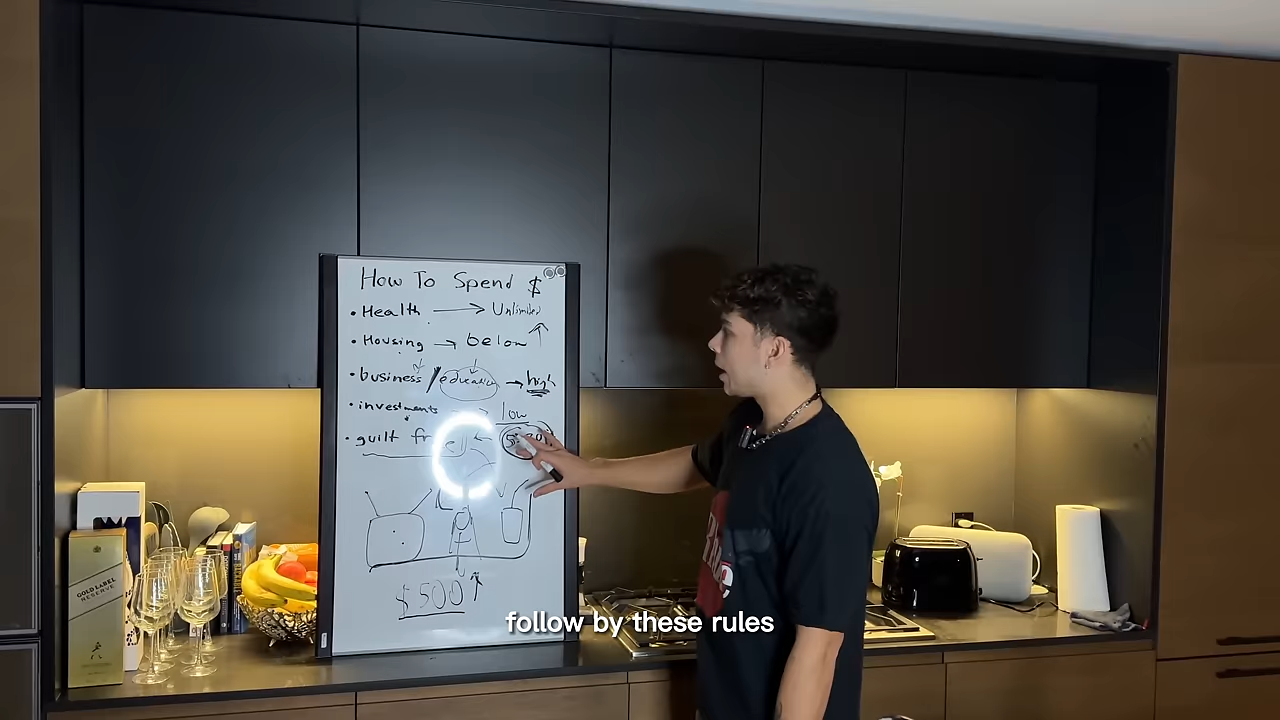 How To Spend $
• Health → Unlimited
• Housing → below ↑
• business / education → high
• investments → low
• guilt
$500 ↑
GOLD LABEL
RESERVE
follow by these rules